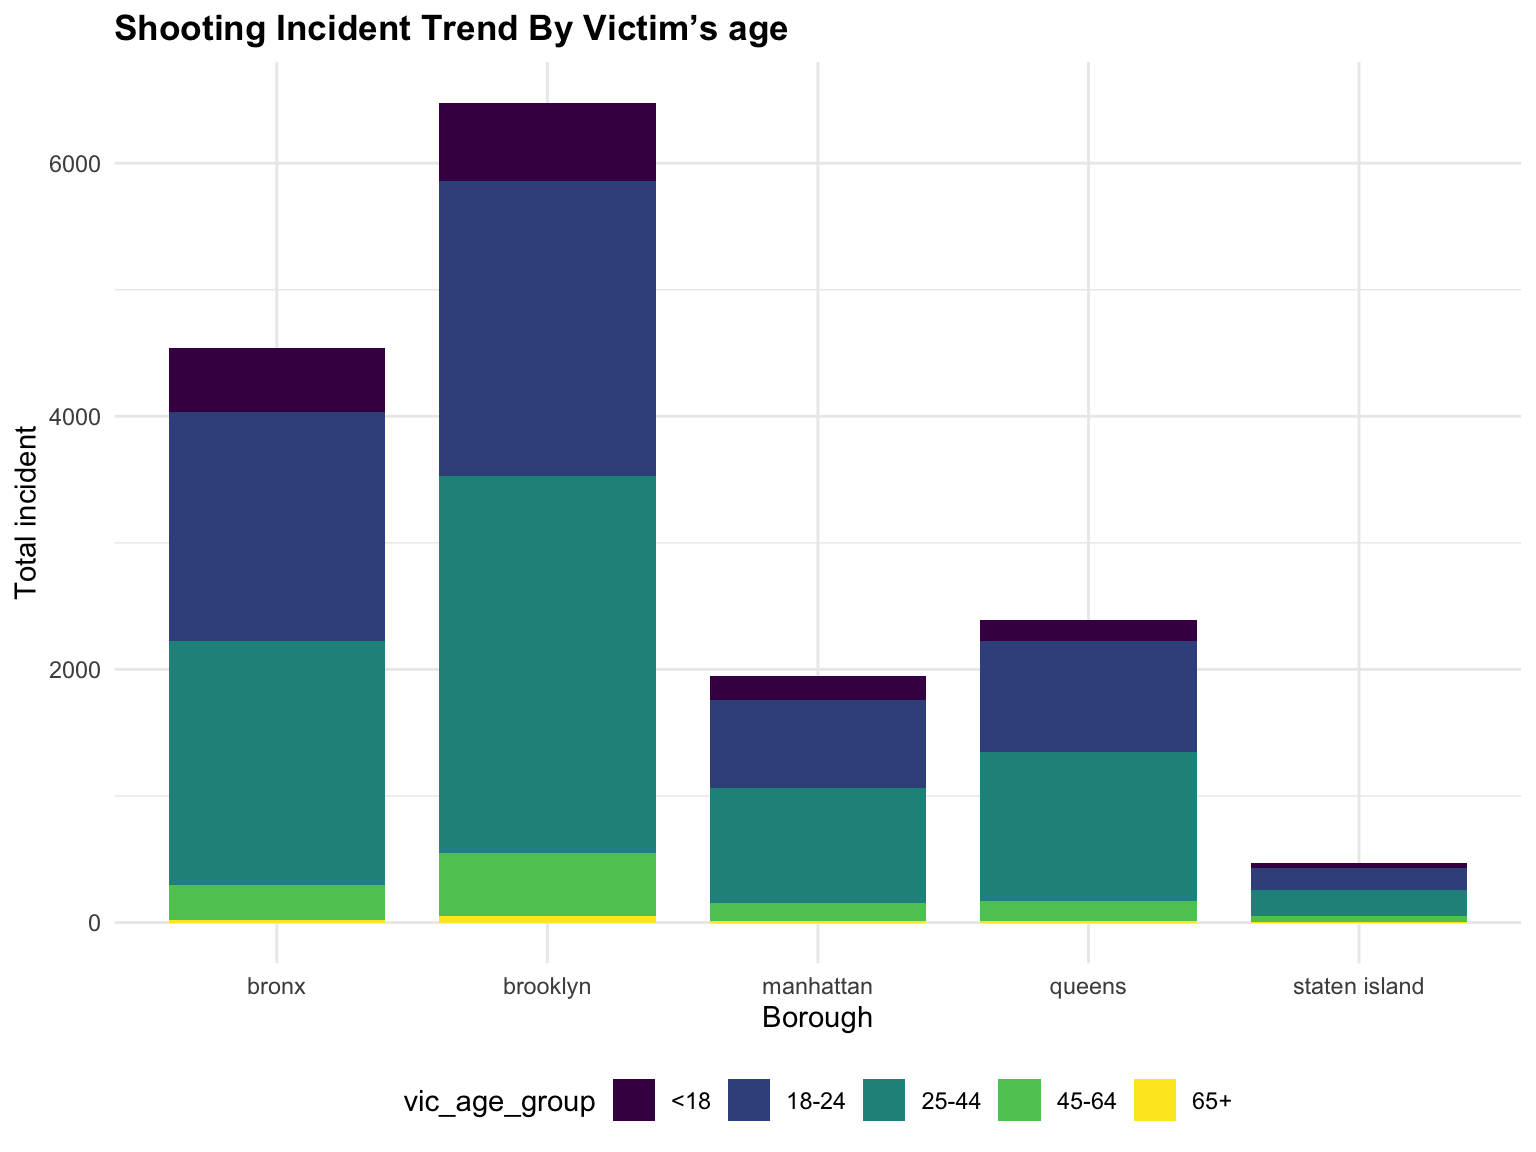 Shooting Incident Trend By Victim’s age
Total incident
6000
4000
2000
0
bronx brooklyn manhattan queens staten island
Borough
vic_age_group <18 18-24 25-44 45-64 65+